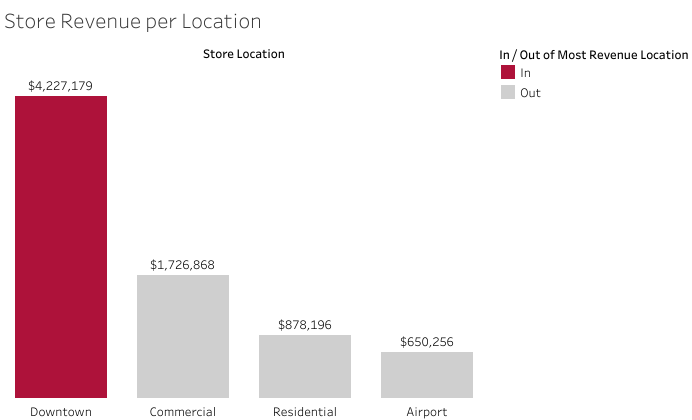 Store Revenue per Location
Store Location
In / Out of Most Revenue Location
In
Out
$4,227,179
$1,726,868
$878,196
$650,256
Downtown
Commercial
Residential
Airport